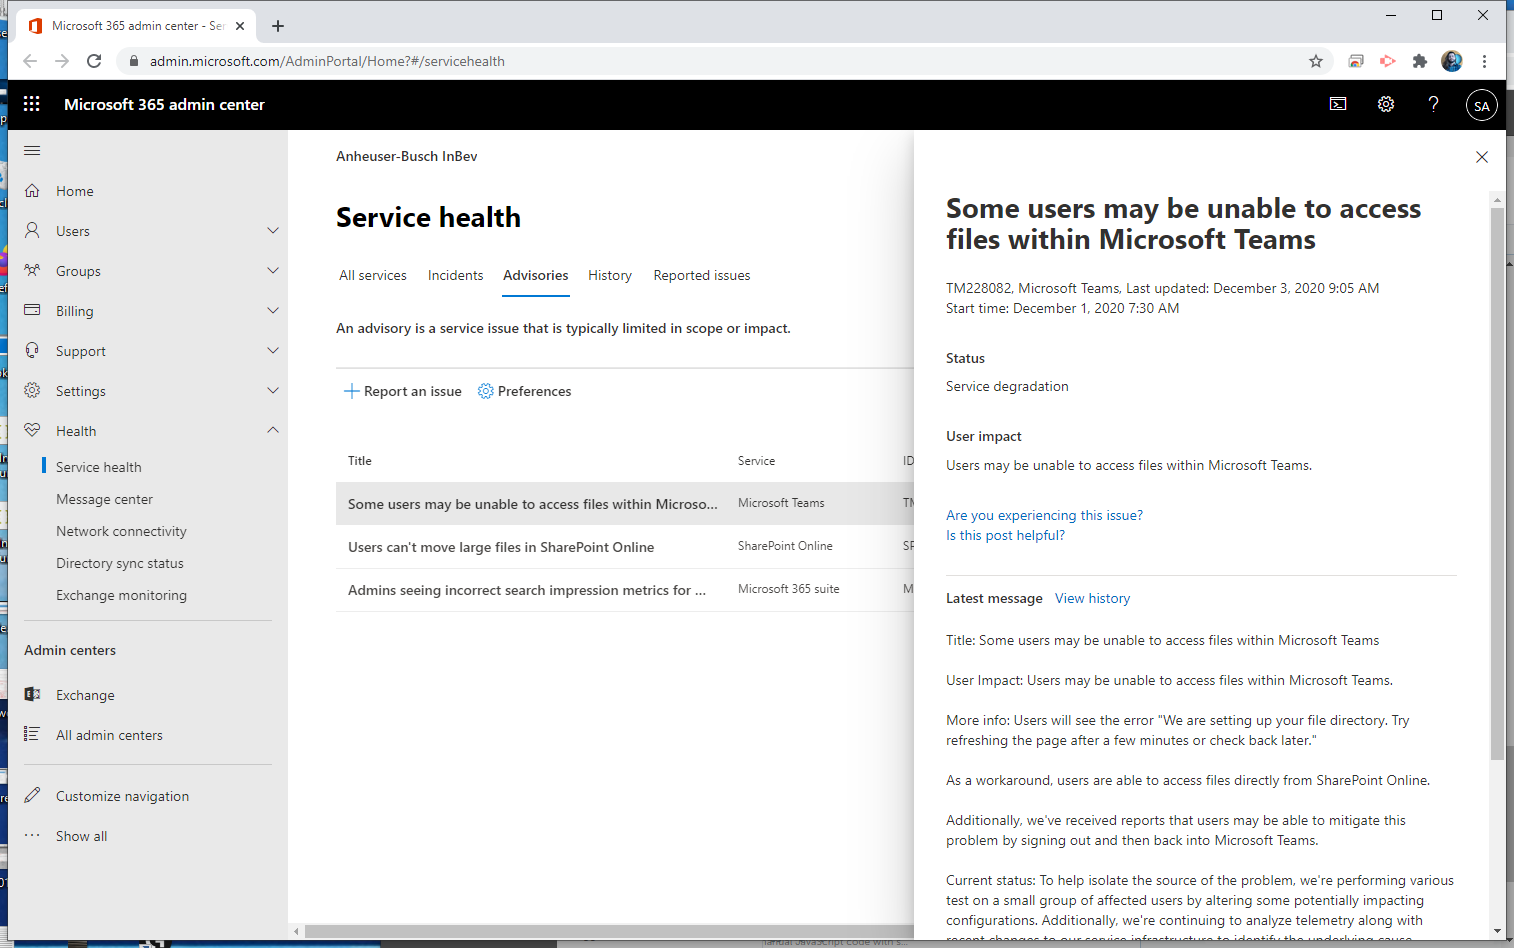 Microsoft 365 admin center - Ser
admin.microsoft.com/AdminPortal/Home?#/servicehealth
Microsoft 365 admin center
SA
Home
Users
Groups
Billing
Support
Settings
Health
Service health
Message center
Network connectivity
Directory sync status
Exchange monitoring
Admin centers
Exchange
All admin centers
Customize navigation
Show all
Anheuser-Busch InBev
Service health
All services Incidents Advisories History Reported issues
An advisory is a service issue that is typically limited in scope or impact.
Report an issue Preferences
Title Service ID
Some users may be unable to access files within Microso... Microsoft Teams
Users can't move large files in SharePoint Online SharePoint Online
Admins seeing incorrect search impression metrics for ... Microsoft 365 suite
Some users may be unable to access
files within Microsoft Teams
TM228082, Microsoft Teams, Last updated: December 3, 2020 9:05 AM
Start time: December 1, 2020 7:30 AM
Status
Service degradation
User impact
Users may be unable to access files within Microsoft Teams.
Are you experiencing this issue?
Is this post helpful?
Latest message View history
Title: Some users may be unable to access files within Microsoft Teams
User Impact: Users may be unable to access files within Microsoft Teams.
More info: Users will see the error "We are setting up your file directory. Try
refreshing the page after a few minutes or check back later."
As a workaround, users are able to access files directly from SharePoint Online.
Additionally, we've received reports that users may be able to mitigate this
problem by signing out and then back into Microsoft Teams.
Current status: To help isolate the source of the problem, we're performing various
test on a small group of affected users by altering some potentially impacting
configurations. Additionally, we're continuing to analyze telemetry along with
recent changes to our service infrastructure to identify the underlying cause